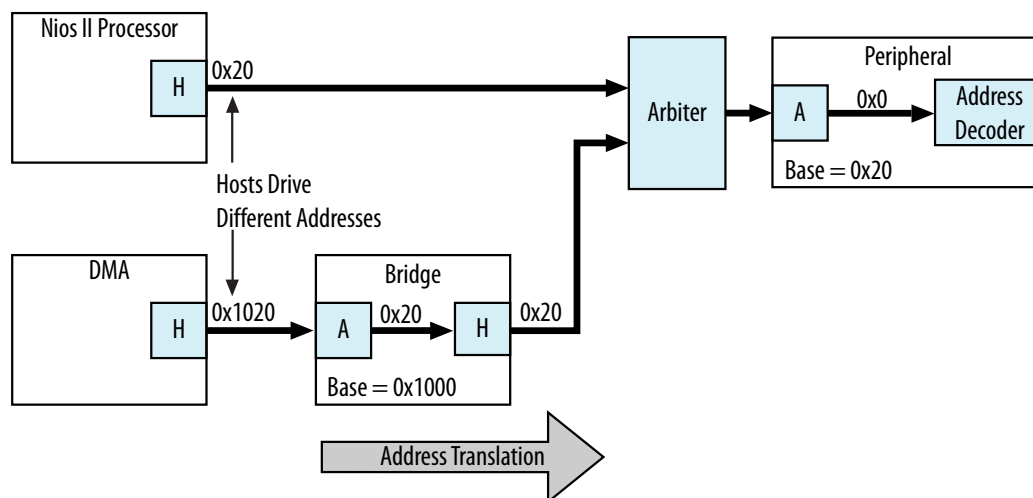 Nios II Processor
H
0x20
Arbiter
Peripheral
A
0x0
Address
Decoder
Base = 0x20
Hosts Drive
Different Addresses
DMA
H
0x1020
Bridge
A
0x20
H
0x20
Base = 0x1000
Address Translation